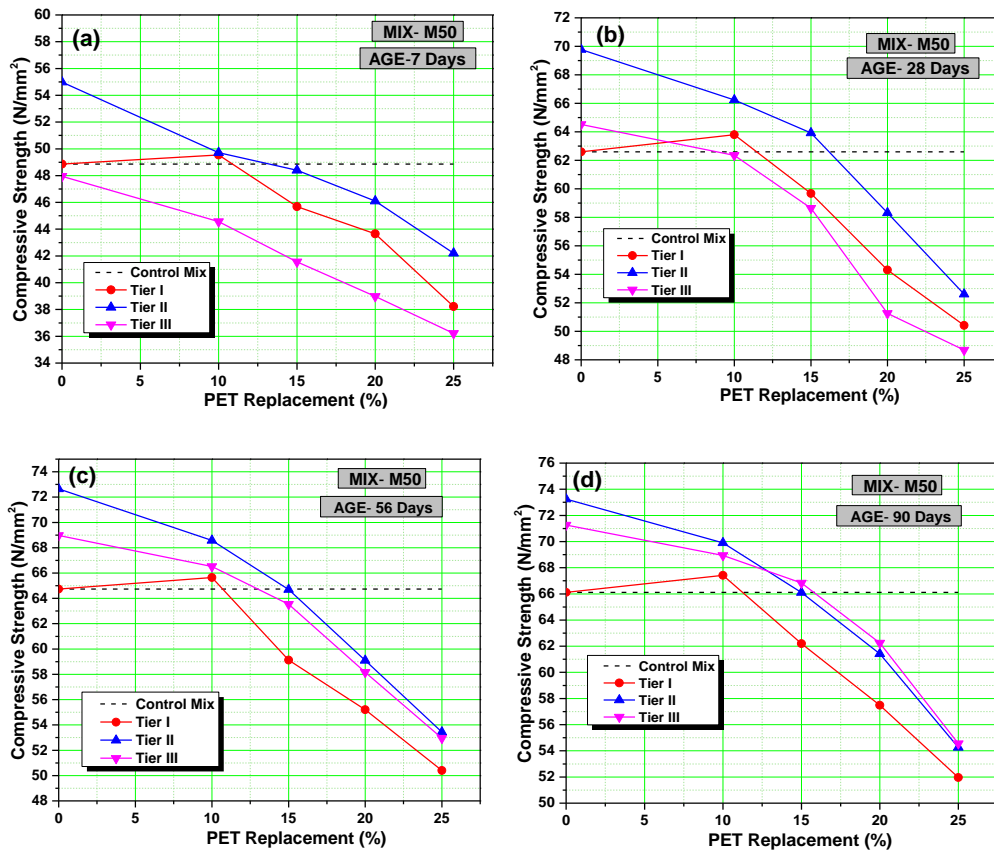 (a)
MIX- M50
AGE-7 Days
Compressive Strength (N/mm²)
60
58
56
54
52
50
48
46
44
42
40
38
36
34
Control Mix
Tier I
Tier II
Tier III
0 5 10 15 20 25
PET Replacement (%)
(b)
MIX- M50
AGE- 28 Days
Compressive Strength (N/mm²)
72
70
68
66
64
62
60
58
56
54
52
50
48
Control Mix
Tier I
Tier II
Tier III
0 5 10 15 20 25
PET Replacement (%)
(c)
MIX- M50
AGE- 56 Days
Compressive Strength (N/mm²)
74
72
70
68
66
64
62
60
58
56
54
52
50
48
Control Mix
Tier I
Tier II
Tier III
0 5 10 15 20 25
PET Replacement (%)
(d)
MIX- M50
AGE- 90 Days
Compressive Strength (N/mm²)
76
74
72
70
68
66
64
62
60
58
56
54
52
50
Control Mix
Tier I
Tier II
Tier III
0 5 10 15 20 25
PET Replacement (%)